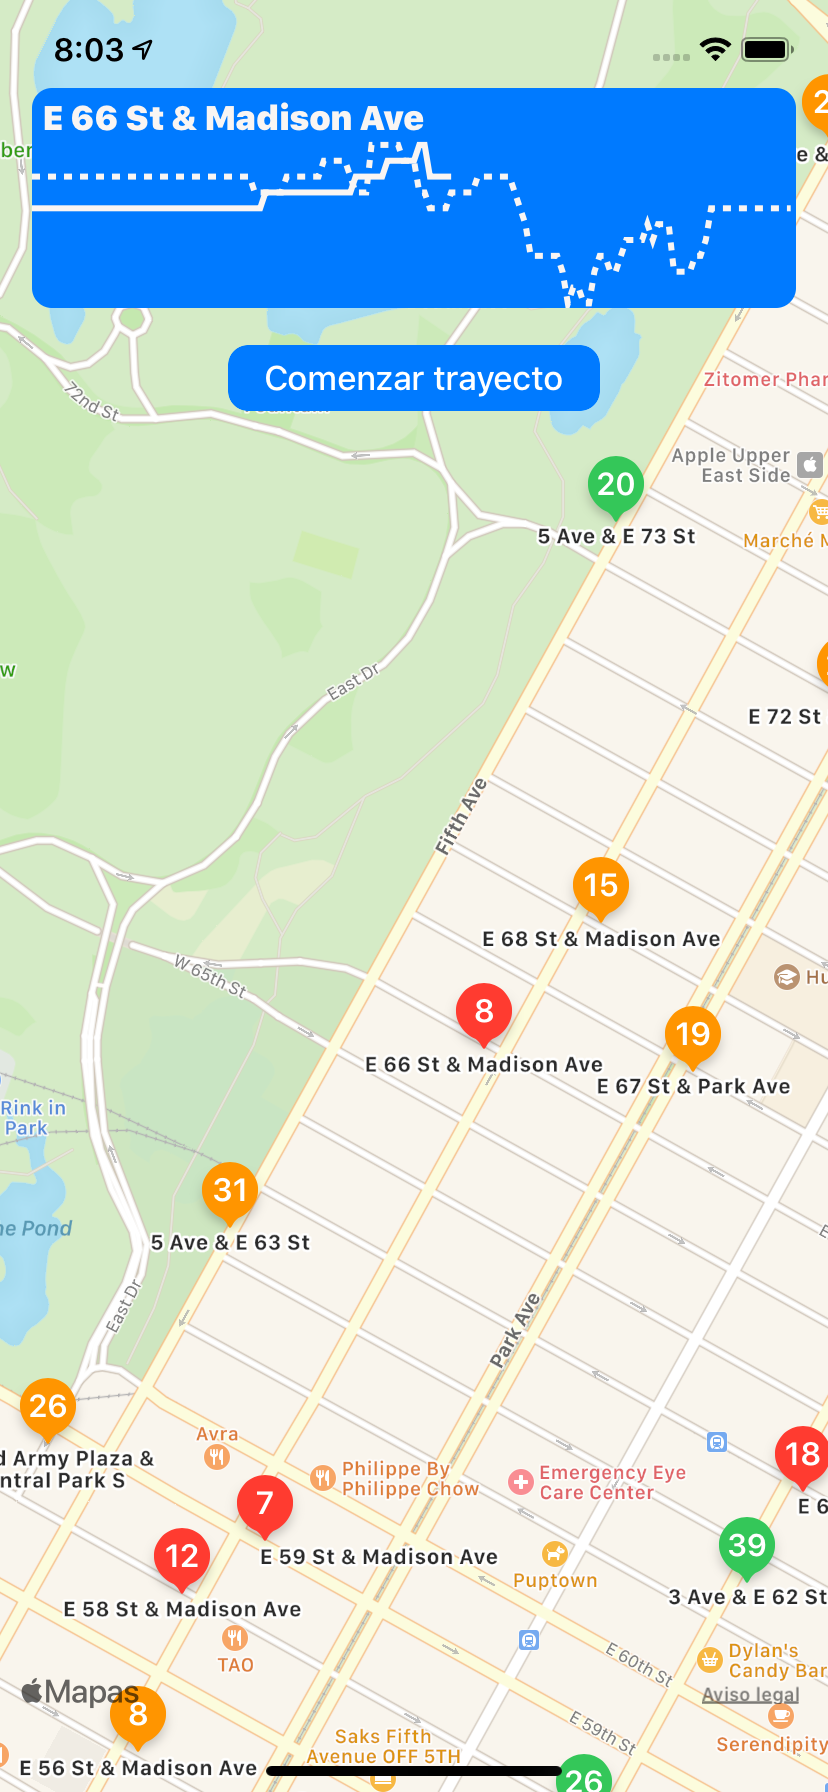 8:03
E 66 St & Madison Ave
Comenzar trayecto
72nd St
Zitomer Phar
Apple Upper
East Side
20
5 Ave & E 73 St
Marché M
East Dr
E 72 St
Fifth Ave
15
E 68 St & Madison Ave
W 65th St
8
E 66 St & Madison Ave
19
E 67 St & Park Ave
Rink in
Park
31
5 Ave & E 63 St
Pond
East Dr
Park Ave
26
Army Plaza &
Central Park S
Avra
Philippe By
Philippe Chow
Emergency Eye
Care Center
18
7
E 59 St & Madison Ave
12
E 58 St & Madison Ave
39
3 Ave & E 62 St
Puptown
TAO
E 60th St
Dylan's
Candy Bar
Mapas
Aviso legal
8
E 59th St
Serendipity
Saks Fifth
Avenue OFF 5TH
E 56 St & Madison Ave
26